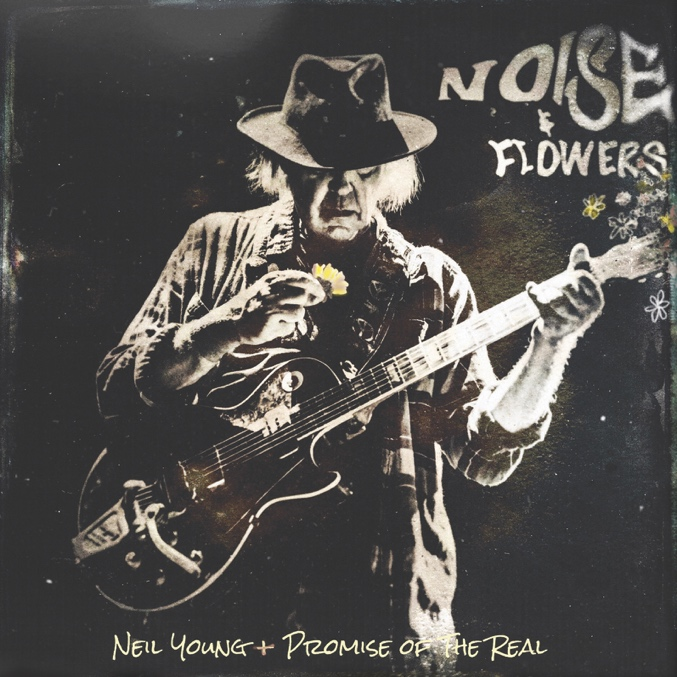 NOISE
&
FLOWERS
NEIL YOUNG + PROMISE OF THE REAL